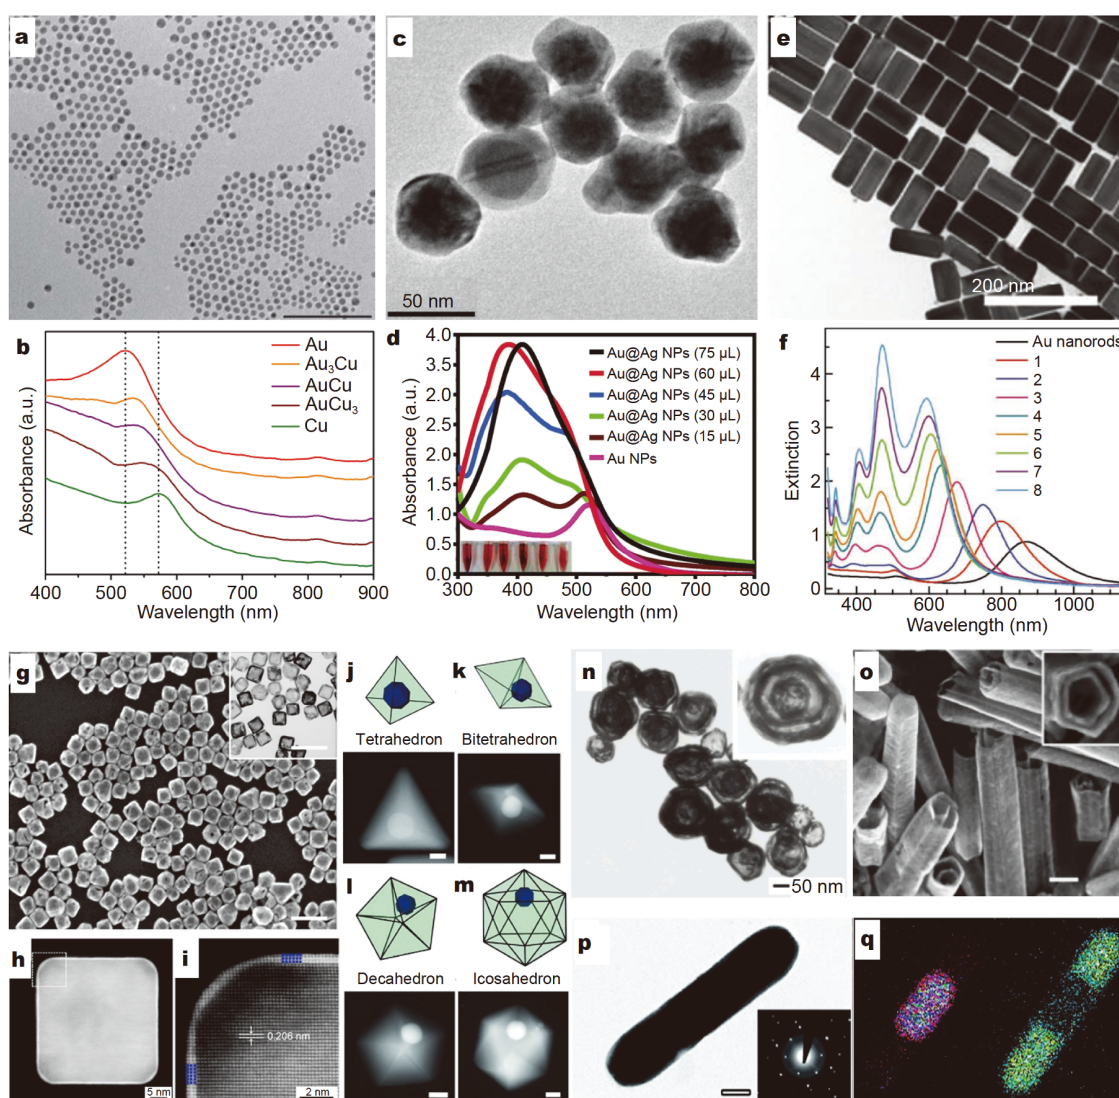 a
c
50 nm
e
200 nm
b
Absorbance (a.u.)
Au
Au₃Cu
AuCu
AuCu₃
Cu
400 500 600 700 800 900
Wavelength (nm)
d
Absorbance (a.u.)
4.0
3.5
3.0
2.5
2.0
1.5
1.0
0.5
0.0
Au@Ag NPs (75 μL)
Au@Ag NPs (60 μL)
Au@Ag NPs (45 μL)
Au@Ag NPs (30 μL)
Au@Ag NPs (15 μL)
Au NPs
300 400 500 600 700 800
Wavelength (nm)
f
Extinction
4
3
2
1
0
Au nanorods
1
2
3
4
5
6
7
8
400 600 800 1000
Wavelength (nm)
g
h
5 nm
i
0.206 nm
2 nm
j
Tetrahedron
k
Bitetrahedron
l
Decahedron
m
Icosahedron
n
50 nm
o
p
q